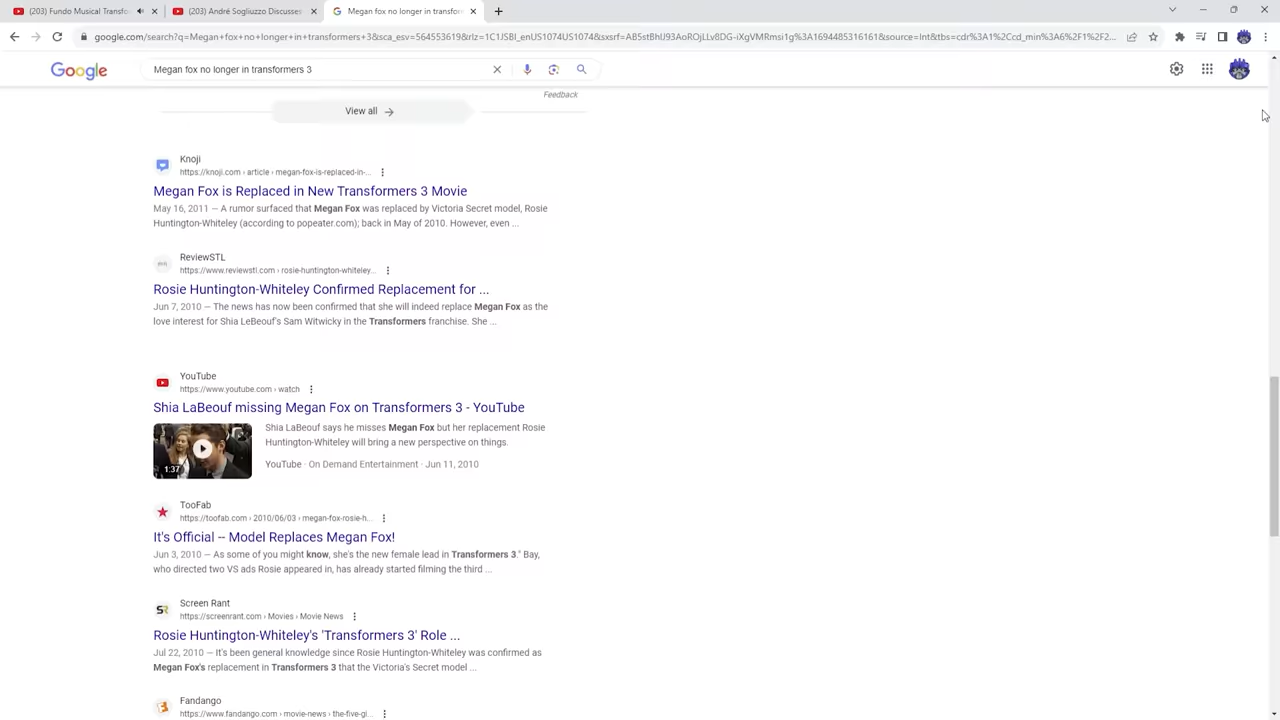 (203) Fundo Musical Transfor
(203) André Sogliuzzo Discusses
Megan fox no longer in transform
google.com/search?q=Megan+fox+no+longer+in+transformers+3&sca_esv=564553619&rlz=1C1JSBI_enUS1074US1074&sxsrf=AB5stBhIJ93AoROjLLv8DG-iXgVMRmsi1g%3A1694485316161&source=lnt&tbs=cdr%3A1%2Ccd_min%3A6%2F1%2F2...
Google
Megan fox no longer in transformers 3
Feedback
View all
Knoji
https://knoji.com › article › megan-fox-is-replaced-in-...
Megan Fox is Replaced in New Transformers 3 Movie
May 16, 2011 — A rumor surfaced that Megan Fox was replaced by Victoria Secret model, Rosie
Huntington-Whiteley (according to popeater.com); back in May of 2010. However, even ...
ReviewSTL
https://www.reviewstl.com › rosie-huntington-whiteley...
Rosie Huntington-Whiteley Confirmed Replacement for ...
Jun 7, 2010 — The news has now been confirmed that she will indeed replace Megan Fox as the
love interest for Shia LeBeouf's Sam Witwicky in the Transformers franchise. She ...
YouTube
https://www.youtube.com › watch
Shia LaBeouf missing Megan Fox on Transformers 3 - YouTube
Shia LaBeouf says he misses Megan Fox but her replacement Rosie
Huntington-Whiteley will bring a new perspective on things.
1:37
YouTube · On Demand Entertainment · Jun 11, 2010
TooFab
https://toofab.com › 2010/06/03 › megan-fox-rosie-h...
It's Official -- Model Replaces Megan Fox!
Jun 3, 2010 — As some of you might know, she's the new female lead in Transformers 3." Bay,
who directed two VS ads Rosie appeared in, has already started filming the third ...
SR
Screen Rant
https://screenrant.com › Movies › Movie News
Rosie Huntington-Whiteley's 'Transformers 3' Role ...
Jul 22, 2010 — It's been general knowledge since Rosie Huntington-Whiteley was confirmed as
Megan Fox's replacement in Transformers 3 that the Victoria's Secret model ...
Fandango
https://www.fandango.com › movie-news › the-five-gi...